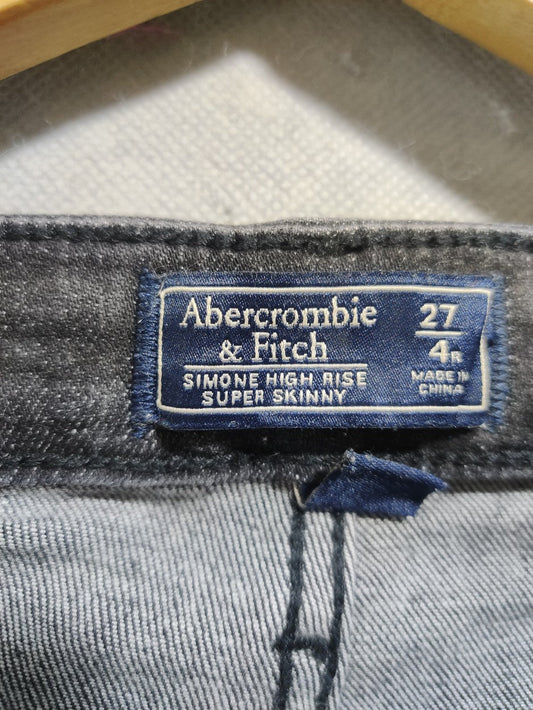 Abercrombie
& Fitch
SIMONE HIGH RISE
SUPER SKINNY
27
4R
MADE IN
CHINA